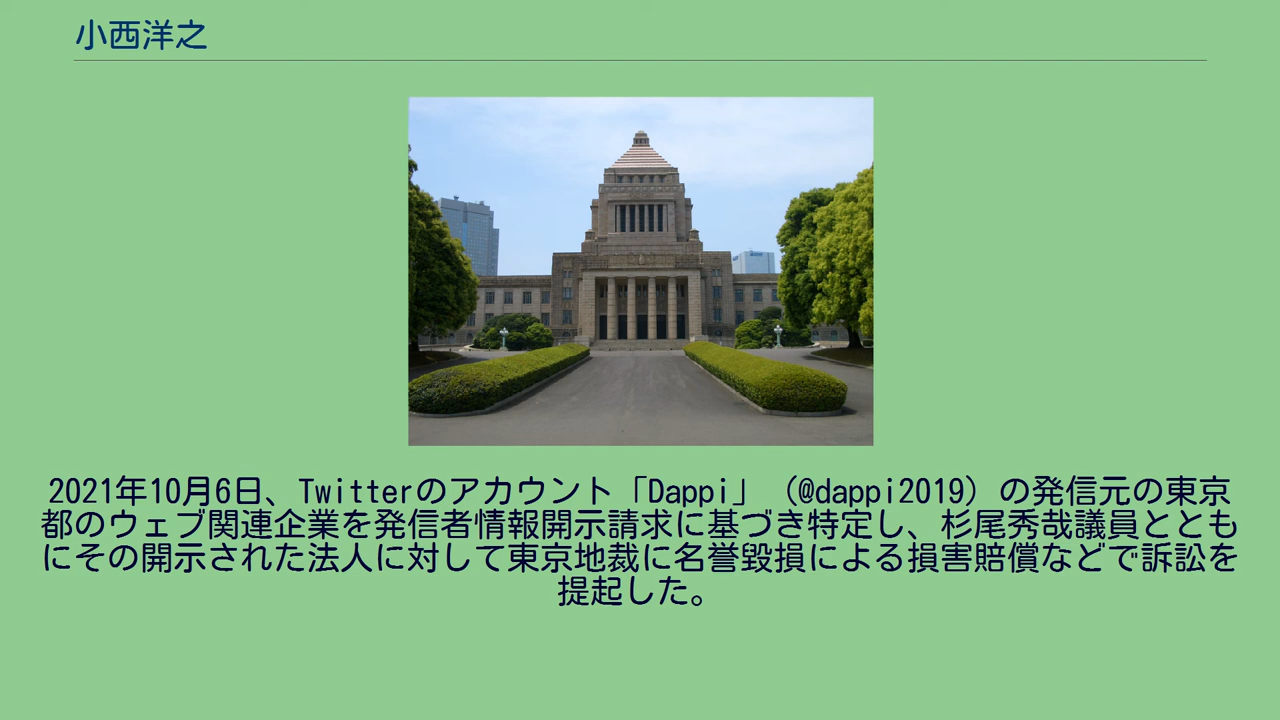 小西洋之
2021年10月6日、Twitterのアカウント「Dappi」（@dappi2019）の発信元の東京
都のウェブ関連企業を発信者情報開示請求に基づき特定し、杉尾秀哉議員ととも
にその開示された法人に対して東京地裁に名誉毀損による損害賠償などで訴訟を
提起した。